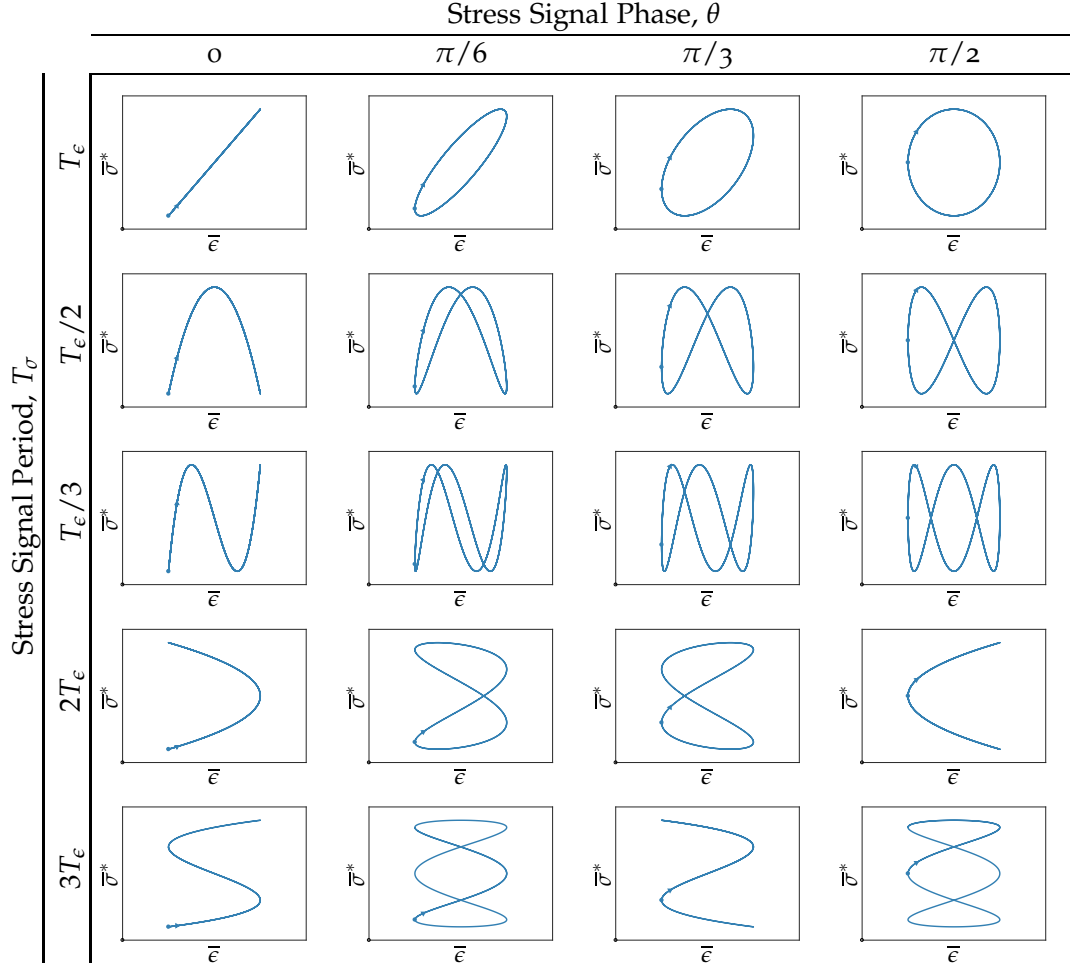 Stress Signal Phase, θ
0 π/6 π/3 π/2
Stress Signal Period, T_σ
T_ϵ
σ̄* σ̄* σ̄* σ̄*
ϵ̄ ϵ̄ ϵ̄ ϵ̄
T_ϵ/2
σ̄* σ̄* σ̄* σ̄*
ϵ̄ ϵ̄ ϵ̄ ϵ̄
T_ϵ/3
σ̄* σ̄* σ̄* σ̄*
ϵ̄ ϵ̄ ϵ̄ ϵ̄
2T_ϵ
σ̄* σ̄* σ̄* σ̄*
ϵ̄ ϵ̄ ϵ̄ ϵ̄
3T_ϵ
σ̄* σ̄* σ̄* σ̄*
ϵ̄ ϵ̄ ϵ̄ ϵ̄